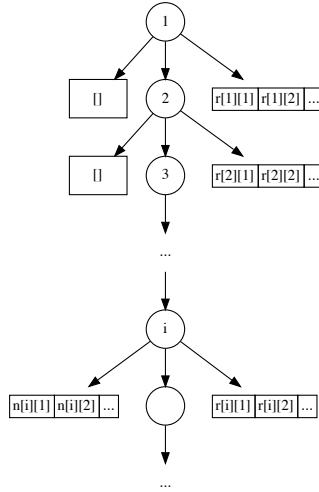 1
[] 2 r[1][1] r[1][2] ...
[] 3 r[2][1] r[2][2] ...
...
i
n[i][1] n[i][2] ... r[i][1] r[i][2] ...
...